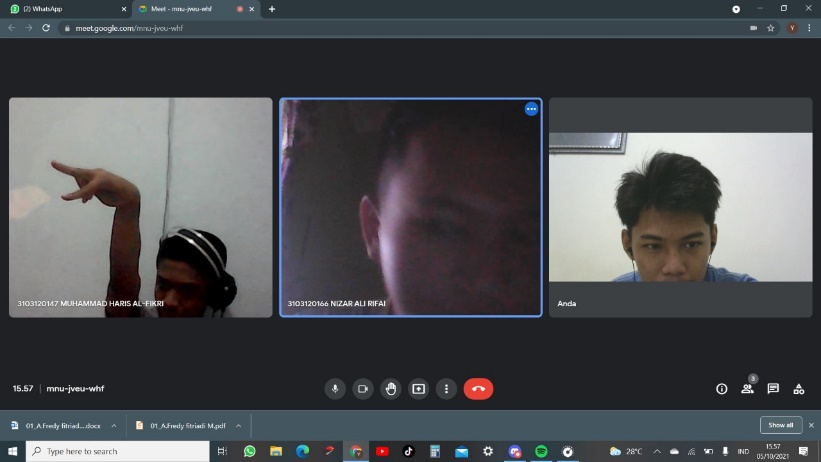 (2) WhatsApp
Meet - mnu-jveu-whf
meet.google.com/mnu-jveu-whf
Y
3103120147 MUHAMMAD HARIS AL-FIKRI
3103120166 NIZAR ALI RIFAI
Anda
15.57 | mnu-jveu-whf
3
01_A.Fredy fitriad....docx
01_A.Fredy fitriadi M.pdf
Show all
Type here to search
28°C
IND
15.57
05/10/2021